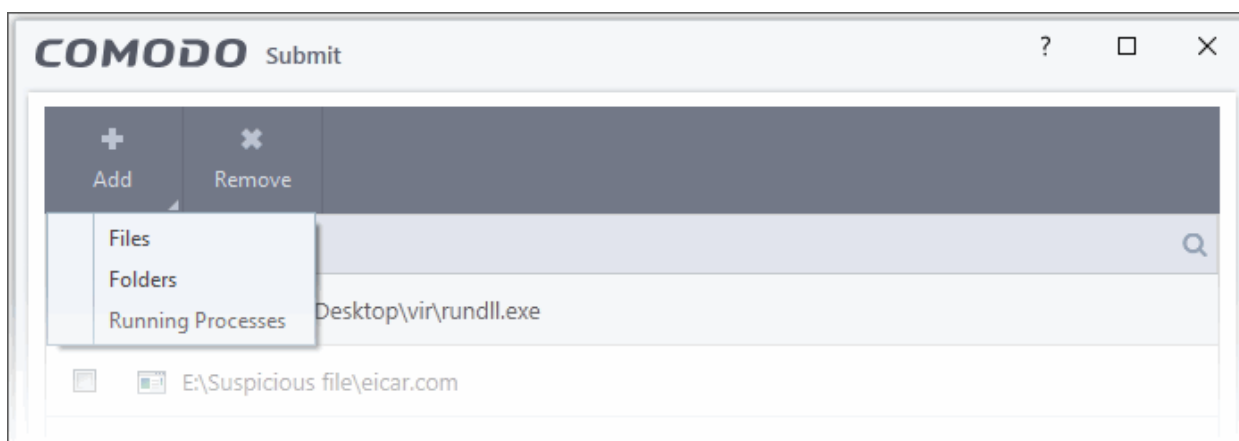 COMODO Submit ?
Add Remove
Files
Folders
Running Processes
Desktop\vir\rundll.exe
E:\Suspicious file\eicar.com